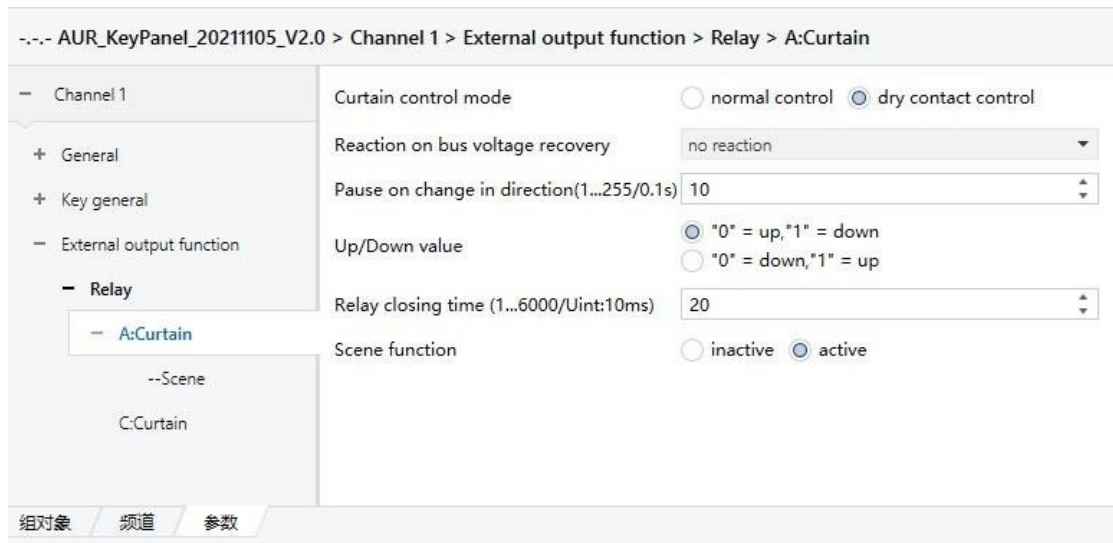 -.-.- AUR_KeyPanel_20211105_V2.0 > Channel 1 > External output function > Relay > A:Curtain
− Channel 1
+ General
+ Key general
− External output function
− Relay
− A:Curtain
--Scene
C:Curtain
Curtain control mode normal control dry contact control
Reaction on bus voltage recovery no reaction
Pause on change in direction(1...255/0.1s) 10
Up/Down value "0" = up,"1" = down
"0" = down,"1" = up
Relay closing time (1...6000/Uint:10ms) 20
Scene function inactive active
组对象 频道 参数